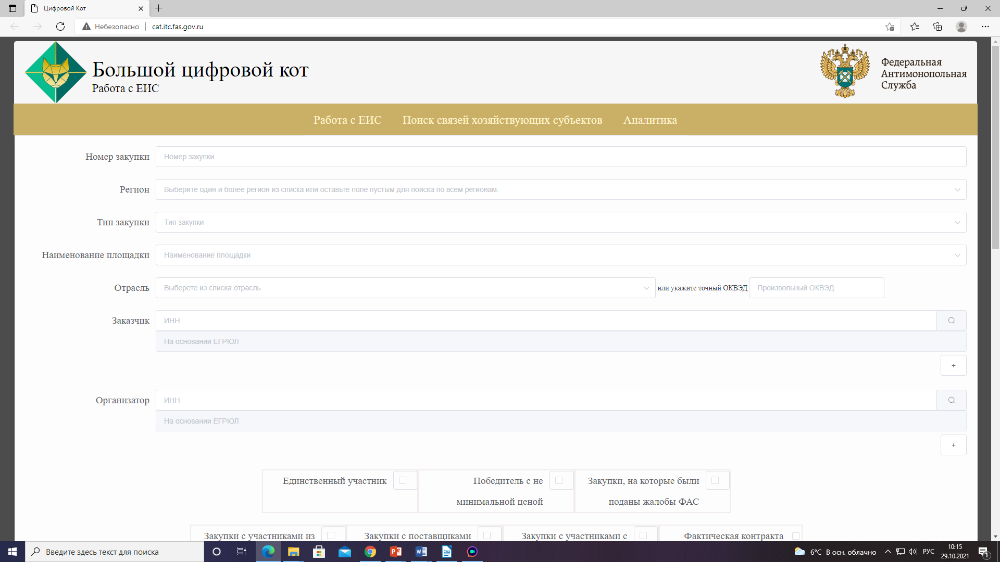 Цифровой Кот
Небезопасно
cat.itc.fas.gov.ru
Большой цифровой кот
Работа с ЕИС
Федеральная
Антимонопольная
Служба
Работа с ЕИС Поиск связей хозяйствующих субъектов Аналитика
Номер закупки Номер закупки
Регион Выберите один и более регион из списка или оставьте поле пустым для поиска по всем регионам.
Тип закупки Тип закупки
Наименование площадки Наименование площадки
Отрасль Выберете из списка отрасль или укажите точный ОКВЭД Произвольный ОКВЭД
Заказчик ИНН
На основании ЕГРЮЛ
+
Организатор ИНН
На основании ЕГРЮЛ
+
Единственный участник
Победитель с не
минимальной ценой
Закупки, на которые были
поданы жалобы ФАС
Закупки с участниками из
Закупки с поставщиками
Закупки с участниками с
Фактическая контракта
Введите здесь текст для поиска
6°C В осн. облачно
РУС
10:15
29.10.2021
1